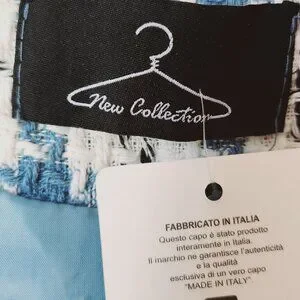 New Collection
FABBRICATO IN ITALIA
Questo capo è stato prodotto
interamente in Italia.
Il marchio ne garantisce l'autenticità
e la qualità
esclusiva di un vero capo
"MADE IN ITALY"